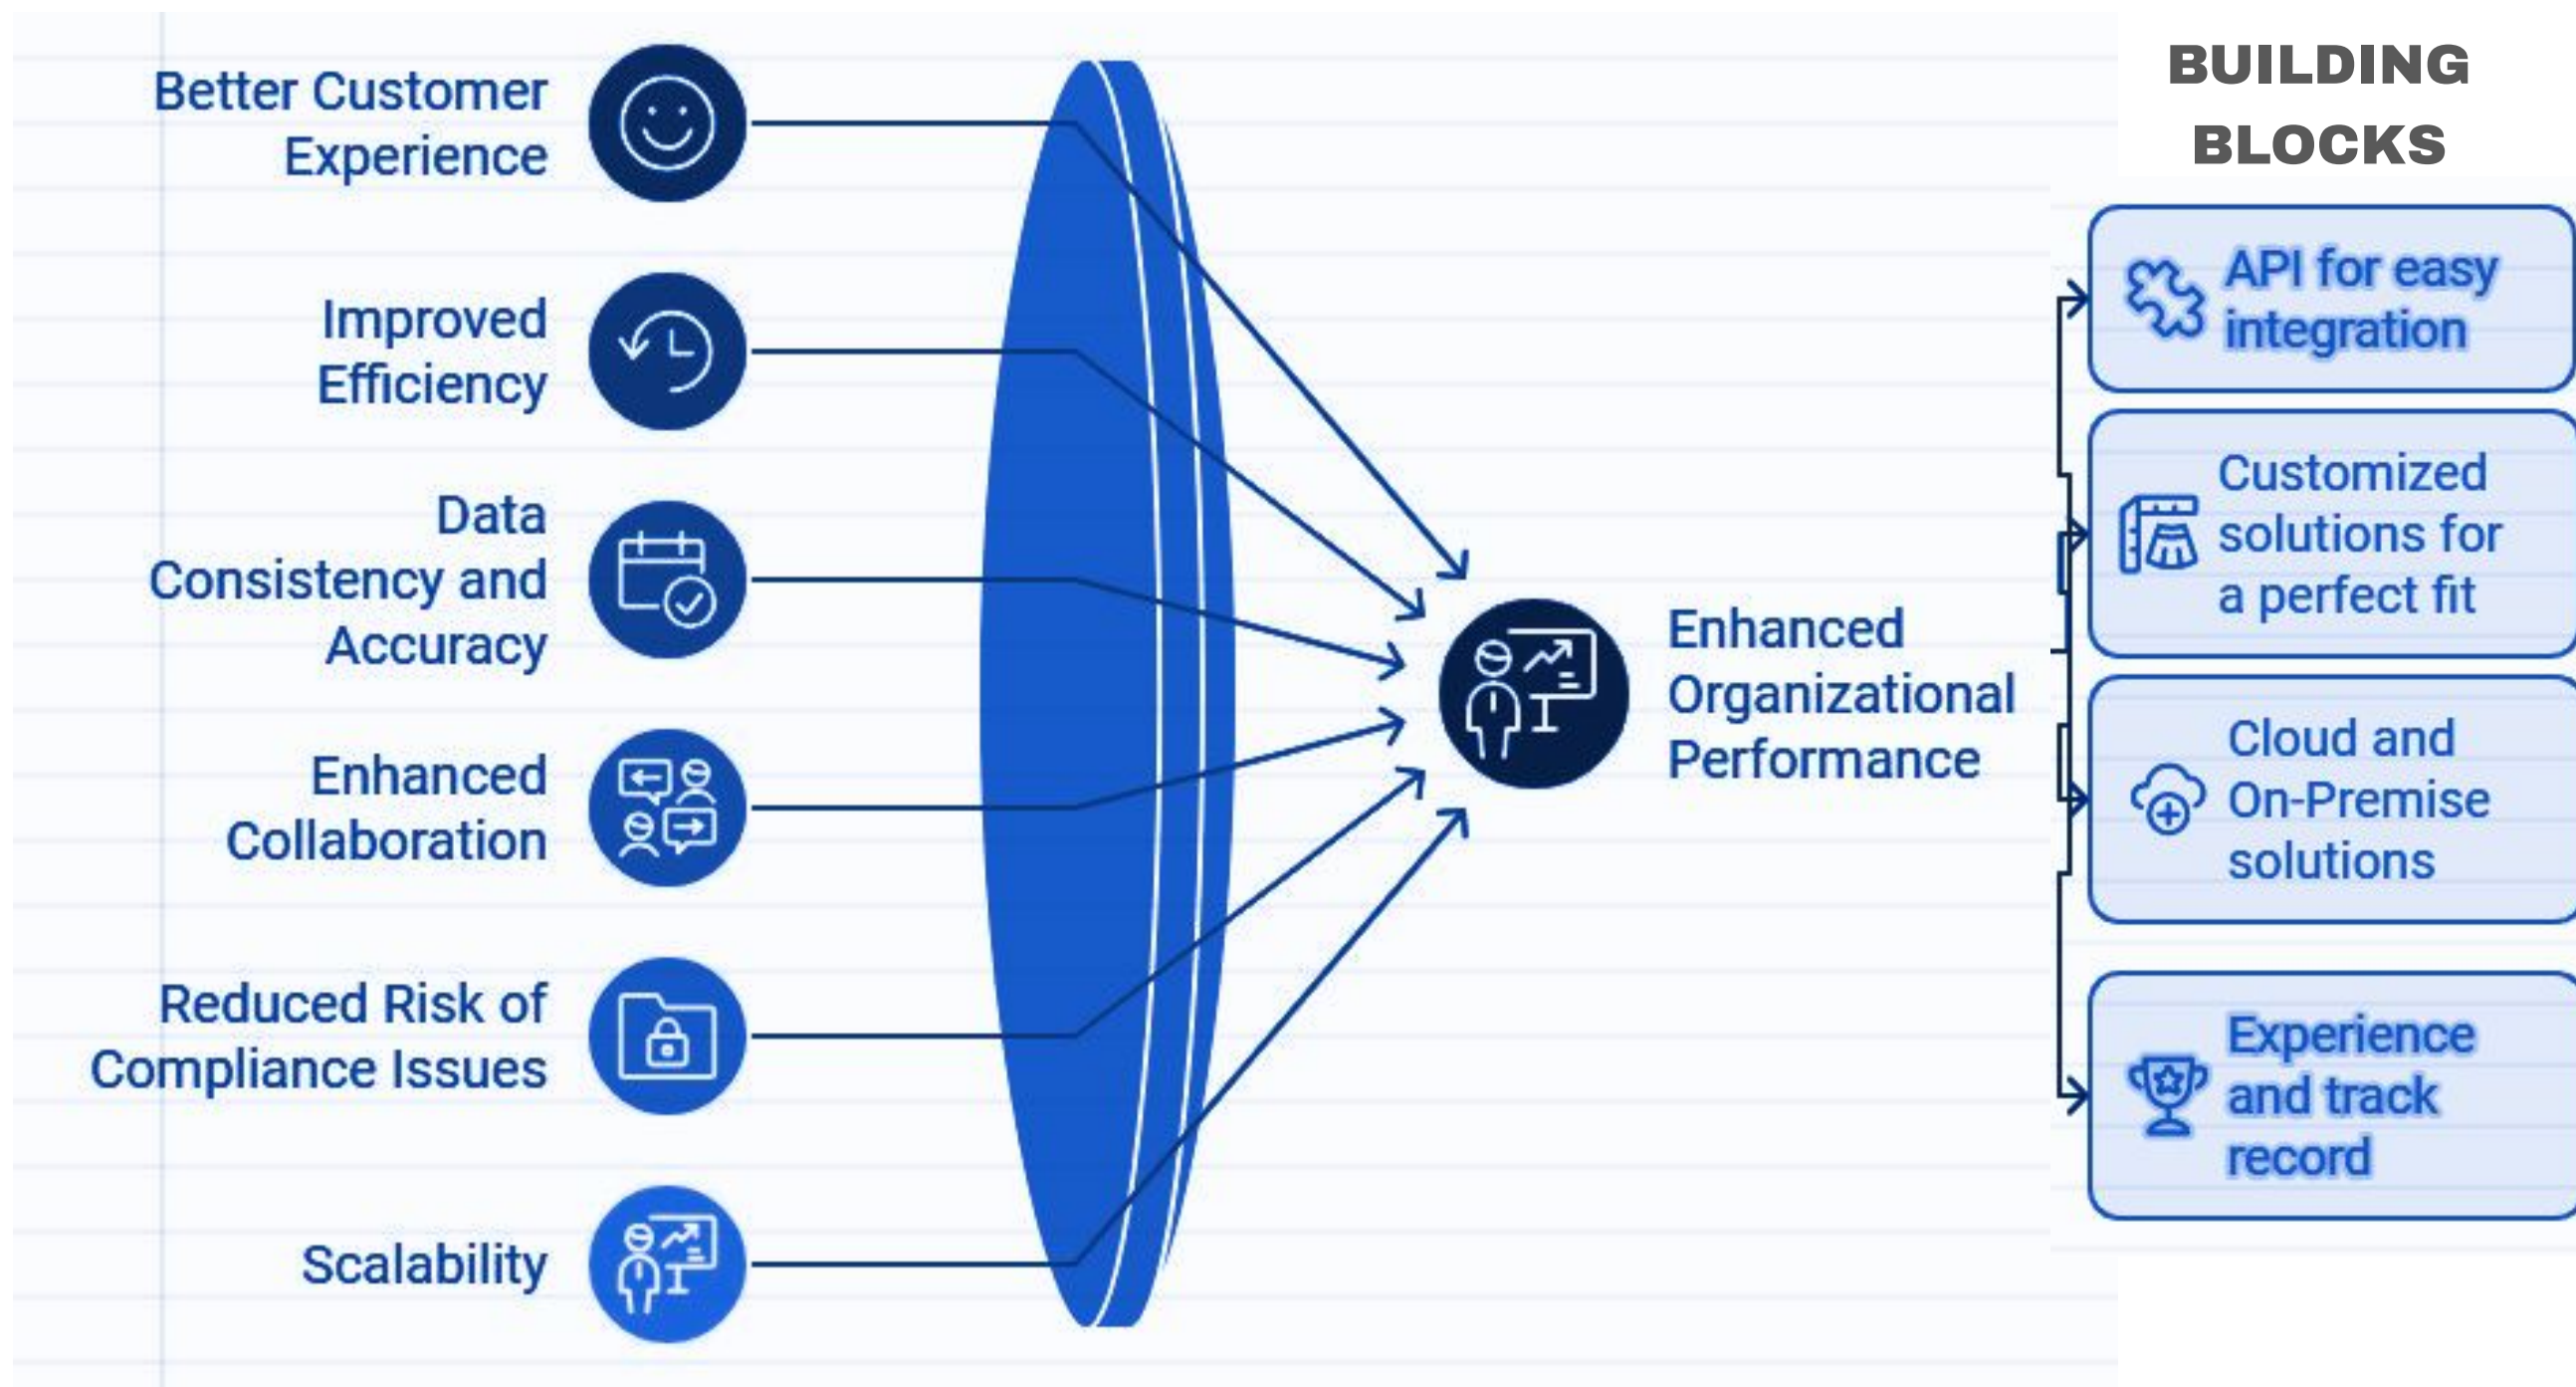 Better Customer
Experience
Improved
Efficiency
Data
Consistency and
Accuracy
Enhanced
Collaboration
Reduced Risk of
Compliance Issues
Scalability
Enhanced
Organizational
Performance
BUILDING
BLOCKS
API for easy
integration
Customized
solutions for
a perfect fit
Cloud and
On-Premise
solutions
Experience
and track
record